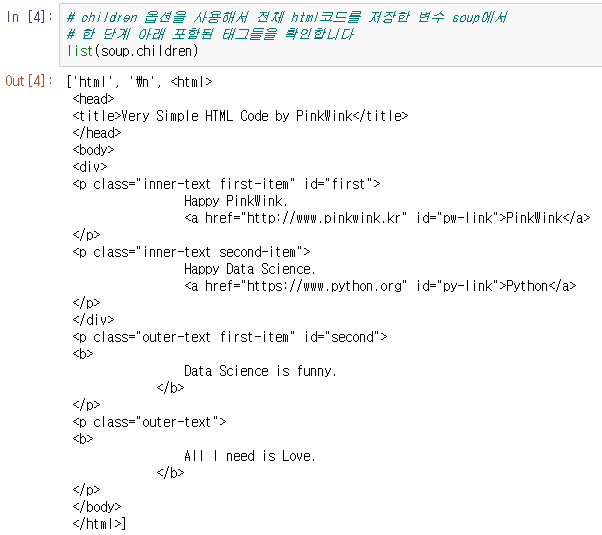 In [4]: # children 옵션을 사용해서 전체 html코드를 저장한 변수 soup에서
# 한 단계 아래 포함된 태그들을 확인합니다
list(soup.children)
Out[4]: ['html', '₩n', <html>
<head>
<title>Very Simple HTML Code by PinkWink</title>
</head>
<body>
<div>
<p class="inner-text first-item" id="first">
Happy PinkWink.
<a href="http://www.pinkwink.kr" id="pw-link">PinkWink</a>
</p>
<p class="inner-text second-item">
Happy Data Science.
<a href="https://www.python.org" id="py-link">Python</a>
</p>
</div>
<p class="outer-text first-item" id="second">
<b>
Data Science is funny.
</b>
</p>
<p class="outer-text">
<b>
All I need is Love.
</b>
</p>
</body>
</html>]